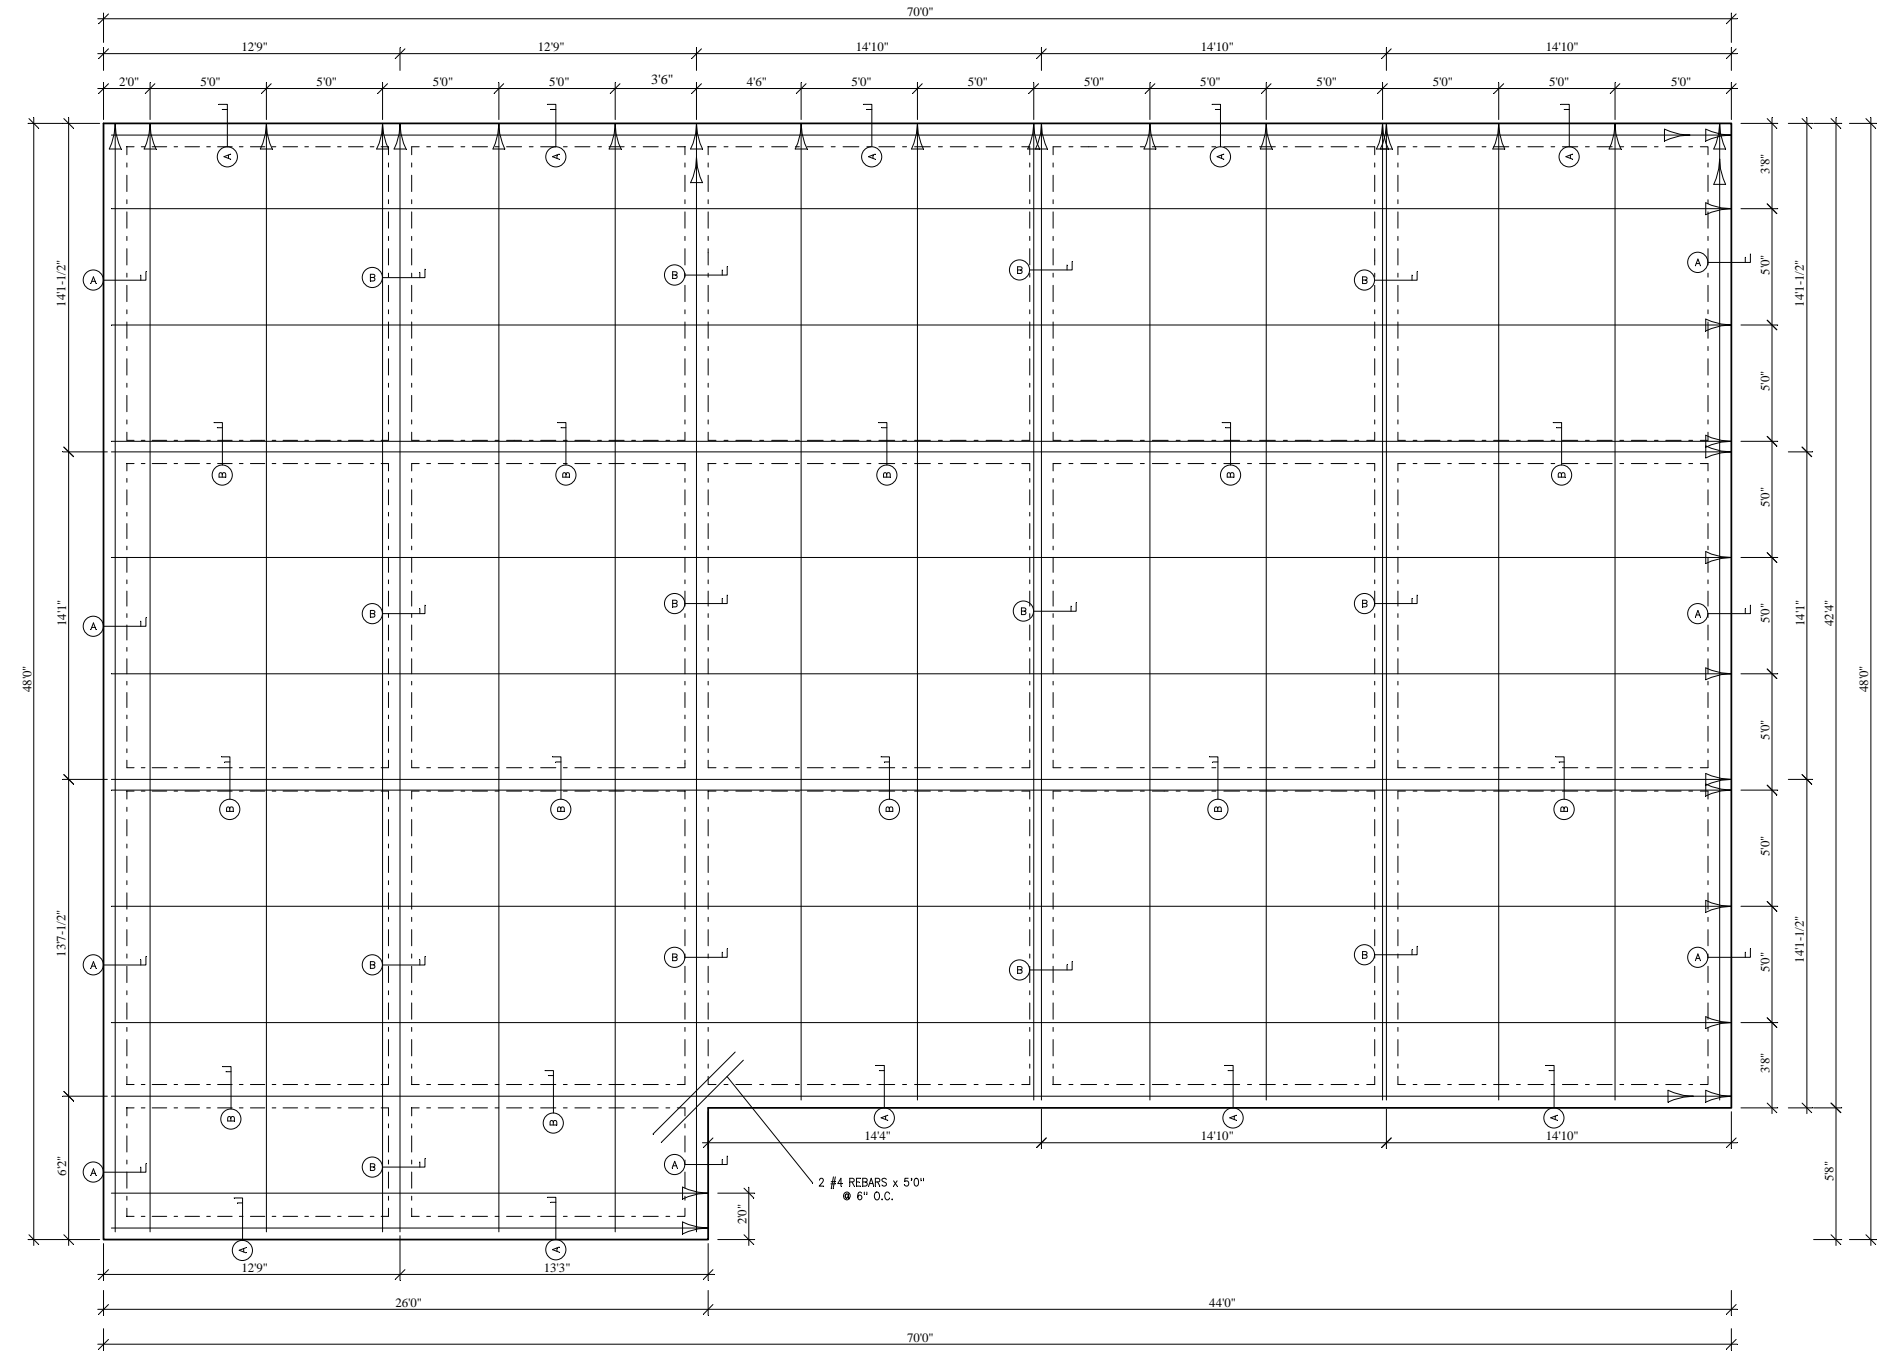 70'0"
12'9" 12'9" 14'10" 14'10" 14'10"
2'0" 5'0" 5'0" 5'0" 5'0" 3'6" 4'6" 5'0" 5'0" 5'0" 5'0" 5'0" 5'0" 5'0" 5'0"
A A A A A
3'8"
A B B B B A
14'1-1/2" 5'0" 14'1-1/2"
5'0"
B B B B B
5'0"
A B B B B A
48'0" 14'1" 5'0" 14'1" 42'4" 48'0"
5'0"
B B B B B
5'0"
A B B B B A
13'7-1/2" 5'0" 14'1-1/2"
3'8"
B B A A A
14'4" 14'10" 14'10"
A B A
6'2" 5'8"
2 #4 REBARS x 5'0"
@ 6" O.C.
2'0"
A A
12'9" 13'3"
26'0" 44'0"
70'0"